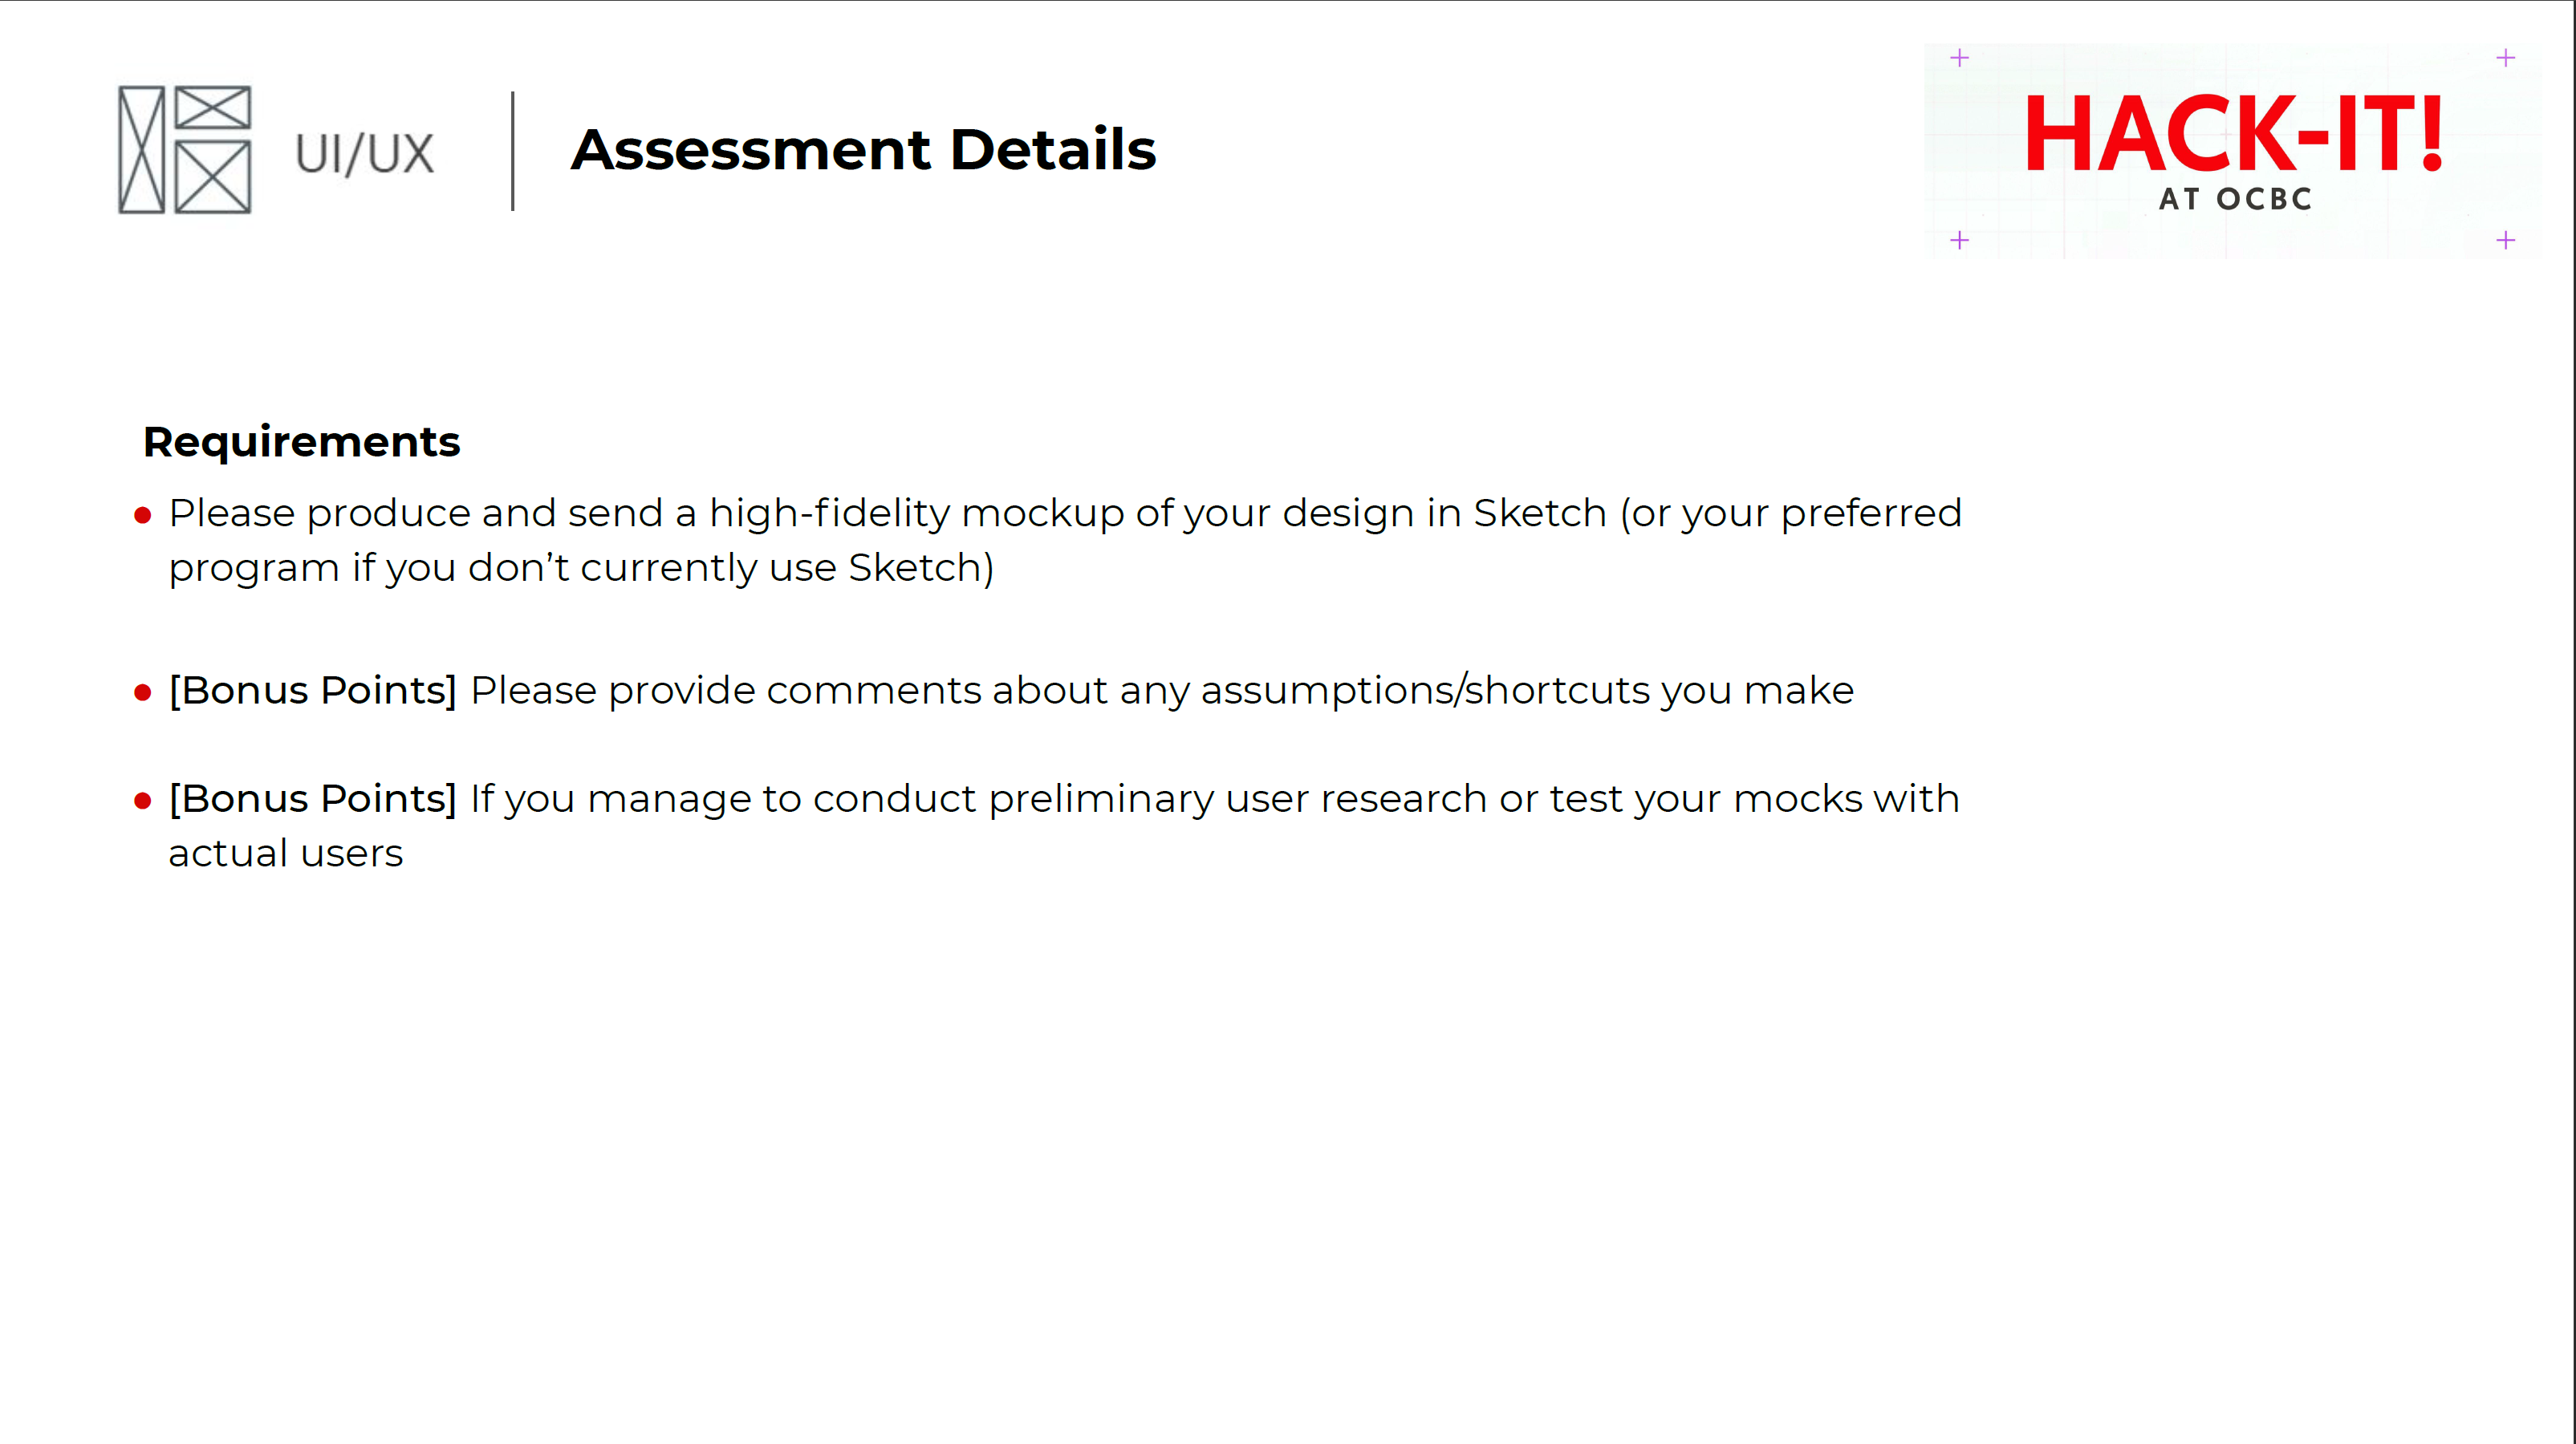 UI/UX
Assessment Details
HACK-IT!
AT OCBC
Requirements
● Please produce and send a high-fidelity mockup of your design in Sketch (or your preferred
program if you don’t currently use Sketch)
● [Bonus Points] Please provide comments about any assumptions/shortcuts you make
● [Bonus Points] If you manage to conduct preliminary user research or test your mocks with
actual users